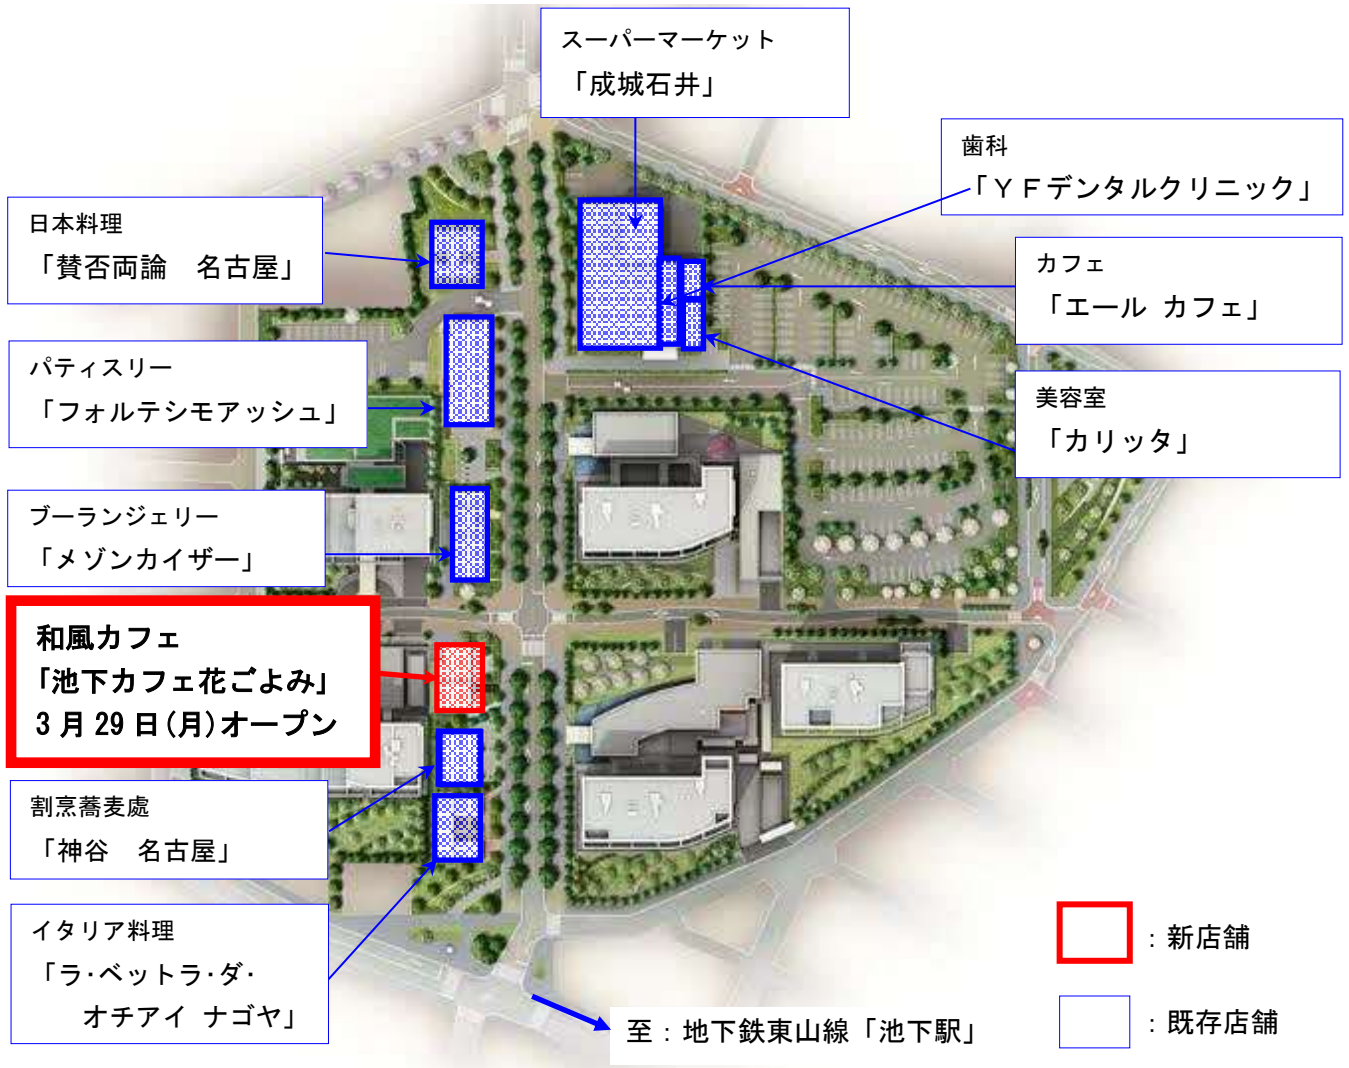 スーパーマーケット
「成城石井」
歯科
「ＹＦデンタルクリニック」
日本料理
「賛否両論　名古屋」
カフェ
「エール カフェ」
パティスリー
「フォルテシモアッシュ」
美容室
「カリッタ」
ブーランジェリー
「メゾンカイザー」
和風カフェ
「池下カフェ花ごよみ」
3月29日(月)オープン
割烹蕎麦處
「神谷　名古屋」
イタリア料理
「ラ・ベットラ・ダ・
オチアイ ナゴヤ」
：新店舗
：既存店舗
至：地下鉄東山線「池下駅」